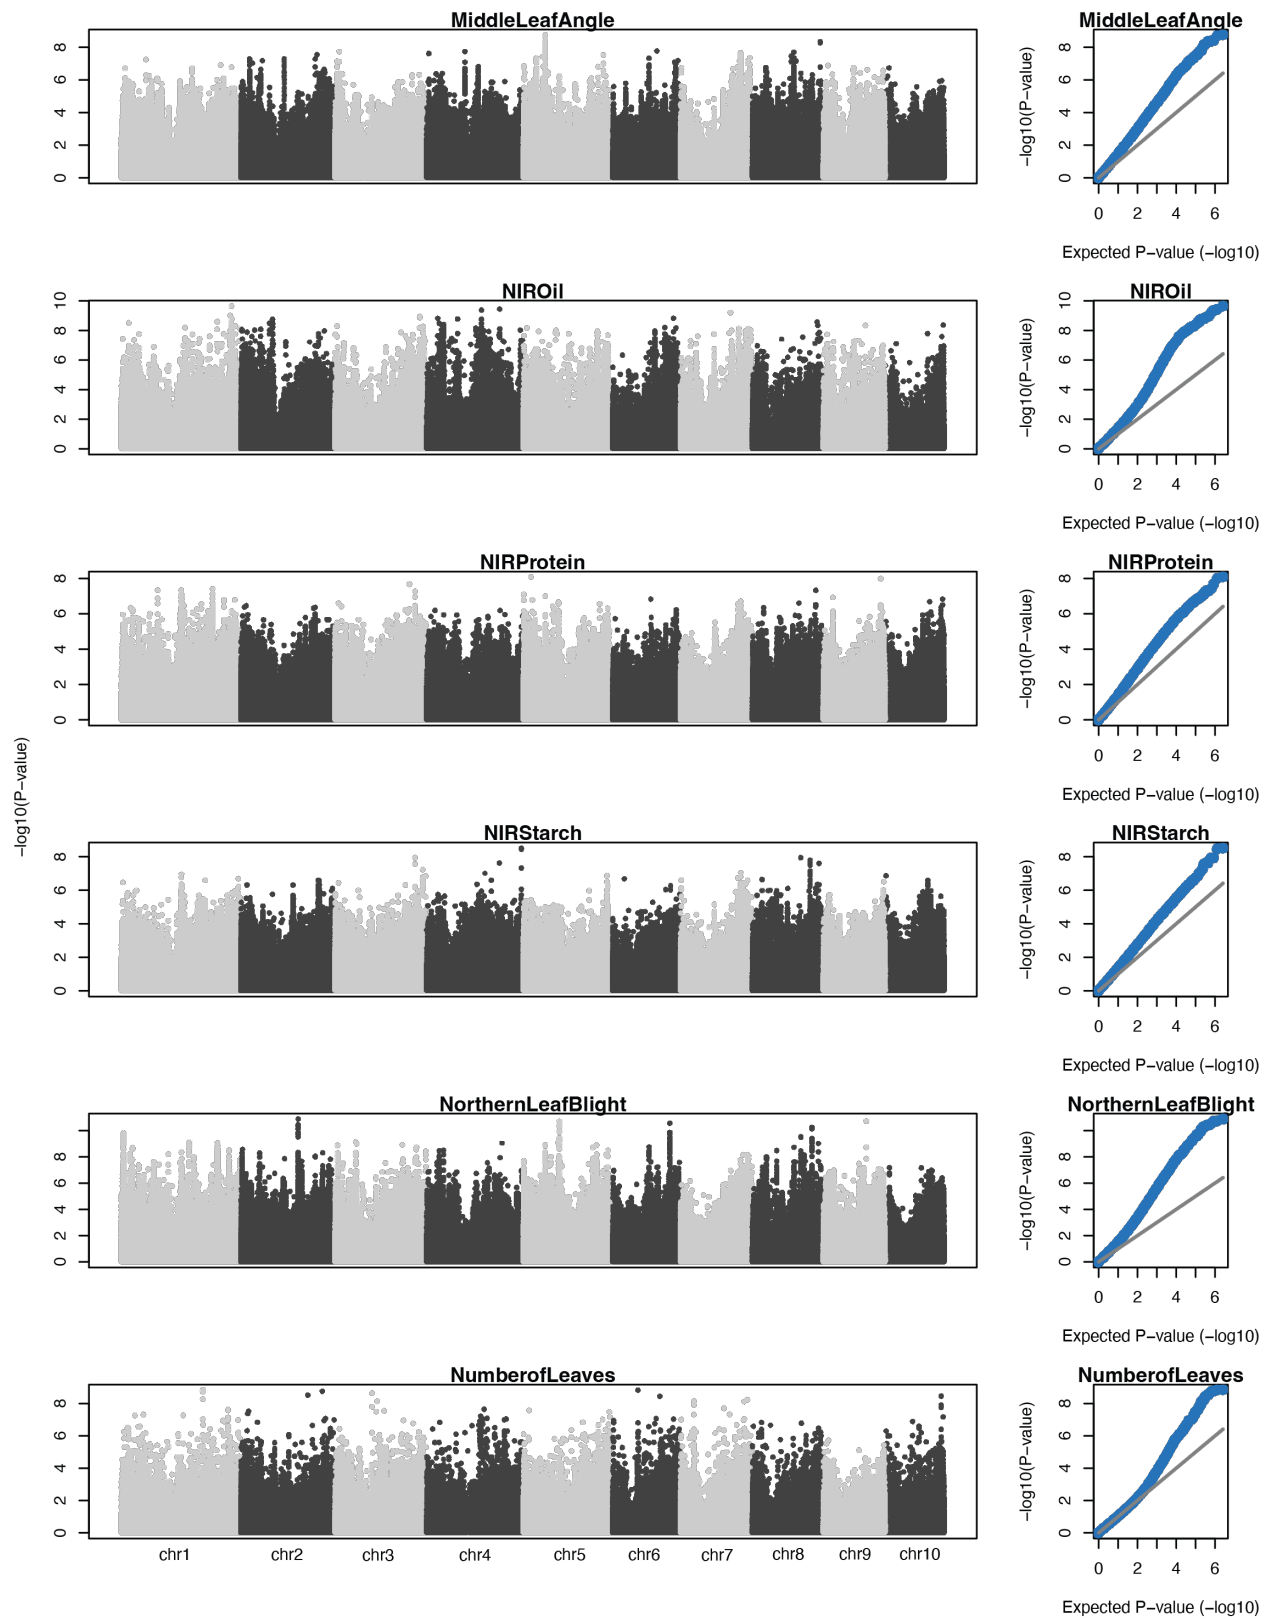 MiddleLeafAngle
MiddleLeafAngle
8
6
4
2
0
−log10(P−value)
8
6
4
2
0
0 2 4 6
Expected P−value (−log10)
NIROil
NIROil
10
8
6
4
2
0
−log10(P−value)
10
8
6
4
2
0
0 2 4 6
Expected P−value (−log10)
NIRProtein
NIRProtein
8
6
4
2
0
−log10(P−value)
8
6
4
2
0
0 2 4 6
Expected P−value (−log10)
−log10(P−value)
NIRStarch
NIRStarch
8
6
4
2
0
−log10(P−value)
8
6
4
2
0
0 2 4 6
Expected P−value (−log10)
NorthernLeafBlight
NorthernLeafBlight
8
6
4
2
0
−log10(P−value)
8
6
4
2
0
0 2 4 6
Expected P−value (−log10)
NumberofLeaves
NumberofLeaves
8
6
4
2
0
−log10(P−value)
8
6
4
2
0
chr1 chr2 chr3 chr4 chr5 chr6 chr7 chr8 chr9 chr10
0 2 4 6
Expected P−value (−log10)